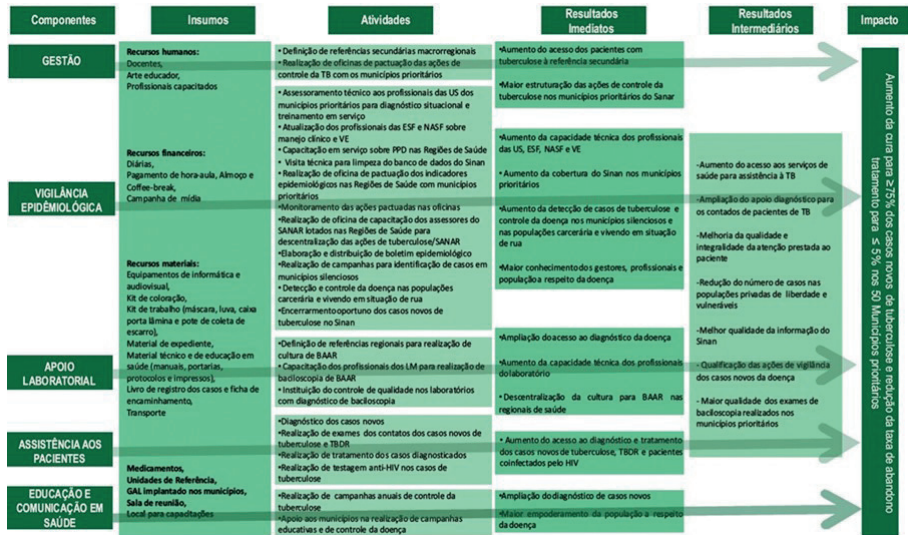 Componentes
Insumos
Atividades
Resultados
Imediatos
Resultados
Intermediários
Impacto
GESTÃO
VIGILÂNCIA
EPIDÊMIOLÓGICA
APOIO
LABORATORIAL
ASSISTÊNCIA AOS
PACIENTES
EDUCAÇÃO E
COMUNICAÇÃO EM
SAÚDE
Recursos humanos:
Docentes,
Arte educador,
Profissionais capacitados
Recursos financeiros:
Diárias,
Pagamento de hora-aula, Almoço e
Coffee-break,
Campanha de mídia
Recursos materiais:
Equipamentos de informática e
audiovisual,
Kit de coloração,
Kit de trabalho (máscara, luva, caixa
porta lâmina e pote de coleta de
escarro),
Material de expediente,
Material técnico e de educação em
saúde (manuais, portarias,
protocolos e impressos),
Livro de registro dos casos e ficha de
encaminhamento,
Transporte
Medicamentos,
Unidades de Referência,
GAL implantado nos municípios,
Sala de reunião,
Local para capacitações
•Definição de referências secundárias macrorregionais
•Realização de oficinas de pactuação das ações de
controle da TB com os municípios prioritários
•Assessoramento técnico aos profissionais das US dos
municípios prioritários para diagnóstico situacional e
treinamento em serviço
•Atualização dos profissionais das ESF e NASF sobre
manejo clínico e VE
•Capacitação em serviço sobre PPD nas Regiões de Saúde
• Visita técnica para limpeza do banco de dados do Sinan
•Realização de oficina de pactuação dos indicadores
epidemiológicos nas Regiões de Saúde com municípios
prioritários
•Monitoramento das ações pactuadas nas oficinas
•Realização de oficina de capacitação dos assessores do
SANAR lotados nas Regiões de Saúde para
descentralização das ações de tuberculose/SANAR
•Elaboração e distribuição de boletim epidemiológico
•Realização de campanhas para identificação de casos em
municípios silenciosos
•Detecção e controle da doença nas populações
carcerária e vivendo em situação de rua
•Encerrarmento oportuno dos casos novos de
tuberculose no Sinan
•Definição de referências regionais para realização de
cultura de BAAR
•Capacitação dos profissionais dos LM para realização de
baciloscopia de BAAR
•Instituição do controle de qualidade nos laboratórios
com diagnóstico de baciloscopia
•Diagnóstico dos casos novos
•Realização de exames dos contatos dos casos novos de
tuberculose e TBDR
•Realização de tratamento dos casos diagnosticados
•Realização de testagem anti-HIV nos casos de
tuberculose
•Realização de campanhas anuais de controle da
tuberculose
•Apoio aos municípios na realização de campanhas
educativas e de controle da doença
•Aumento do acesso dos pacientes com
tuberculose à referência secundária
•Maior estruturação das ações de controle da
tuberculose nos municípios prioritários do Sanar
•Aumento da capacidade técnica dos profissionais
das US, ESF, NASF e VE
• Aumento da cobertura do Sinan nos municípios
prioritários
•Aumento da detecção de casos de tuberculose e
controle da doença nos municípios silenciosos e
nas populações carcerária e vivendo em situação
de rua
•Maior conhecimento dos gestores, profissionais e
população a respeito da doença
•Ampliação do acesso ao diagnóstico da doença
•Aumento da capacidade técnica dos profissionais
do laboratório
• Descentralização da cultura para BAAR nas
regionais de saúde
• Aumento do acesso ao diagnóstico e tratamento
dos casos novos de tuberculose, TBDR e pacientes
coinfectados pelo HIV
•Ampliação do diagnóstico de casos novos
•Maior empoderamento da população a respeito
da doença
-Aumento do acesso aos serviços de
saúde para assistência à TB
-Ampliação do apoio diagnóstico para
os contados de pacientes de TB
-Melhoria da qualidade e
integralidade da atenção prestada ao
paciente
-Redução do número de casos nas
populações privadas de liberdade e
vulneráveis
-Melhor qualidade da informação do
Sinan
- Qualificação das ações de vigilância
dos casos novos da doença
- Maior qualidade dos exames de
baciloscopia realizados nos
municípios prioritários
Aumento da cura para ≥75% dos casos novos de tuberculose e redução da taxa de abandono
tratamento para ≤ 5% nos 50 Municípios prioritários